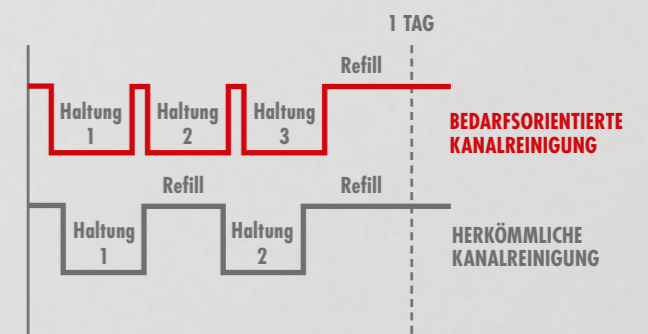 1 TAG
Refill
Haltung
1
Haltung
2
Haltung
3
BEDARFSORIENTIERTE
KANALREINIGUNG
Refill
Refill
Haltung
1
Haltung
2
HERKÖMMLICHE
KANALREINIGUNG